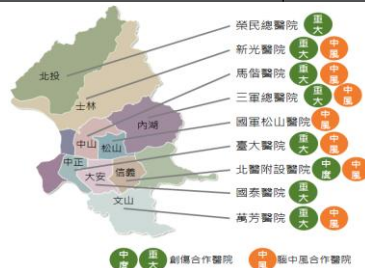 榮民總醫院 重大
新光醫院 重大 中風
馬偕醫院 重大 中風
三軍總醫院 重大 中風
國軍松山醫院 中風
臺大醫院 重大 中風
北醫附設醫院 中度 中風
國泰醫院 重大
萬芳醫院 重大 中風
北投
士林
內湖
中山
松山
中正
大安
信義
文山
中度 重大 創傷合作醫院 中風 腦中風合作醫院